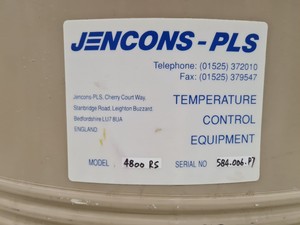 JENCONS-PLS
Telephone: (01525) 372010
Fax: (01525) 379547
Jencons-PLS, Cherry Court Way,
Stanbridge Road, Leighton Buzzard,
Bedfordshire LU7 8UA
ENGLAND
TEMPERATURE
CONTROL
EQUIPMENT
MODEL 4800 RS SERIAL NO 584.006.P7